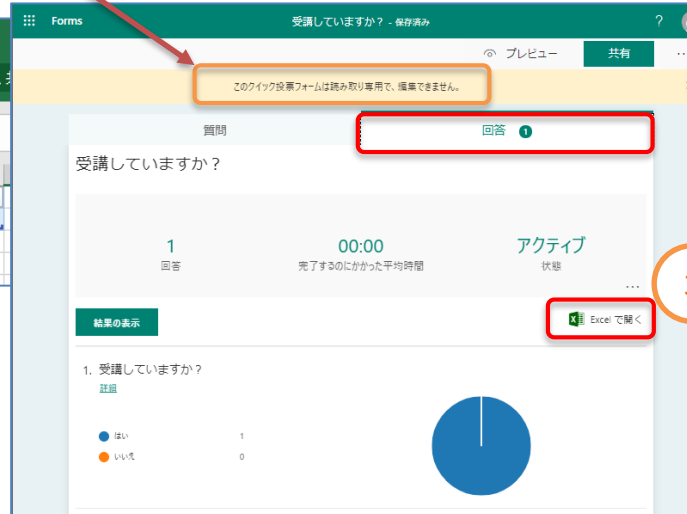 Forms
受講していますか? - 保存済み
?
プレビュー
共有
...
このクイック投票フォームは読み取り専用で、編集できません。
質問
回答 1
受講していますか?
1
回答
00:00
完了するのにかかった平均時間
アクティブ
状態
...
結果の表示
Excel で開く
1. 受講していますか?
詳細
はい 1
いいえ 0